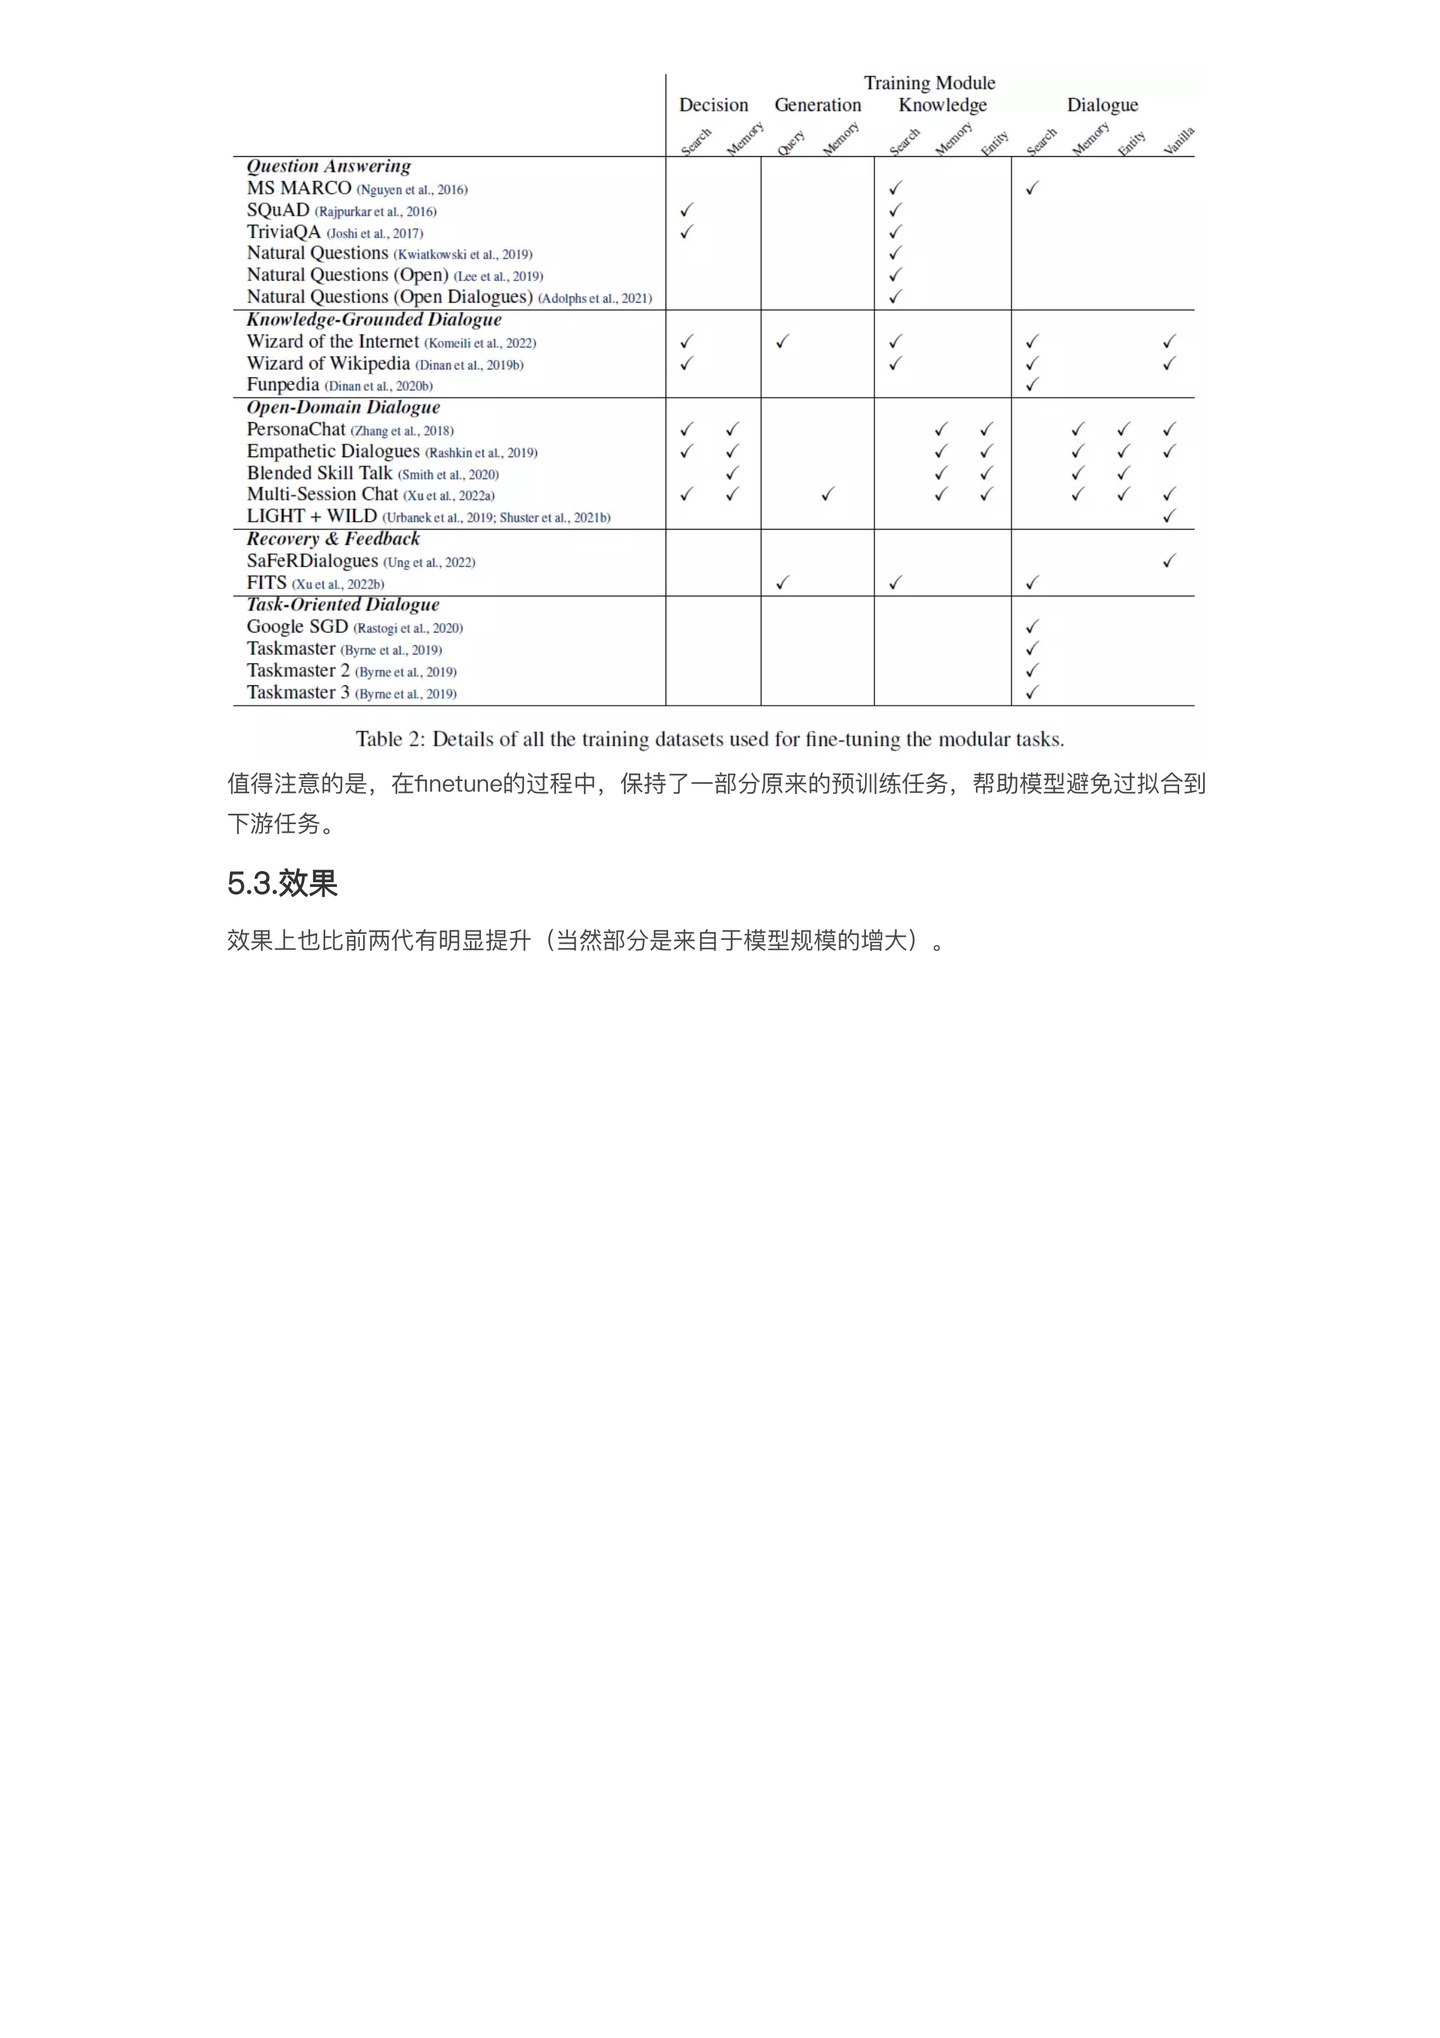 Training Module
Decision Generation Knowledge Dialogue
Search Memory Query Memory Search Memory Entity Search Memory Entity Vanilla
Question Answering
MS MARCO (Nguyen et al., 2016) ✓ ✓
SQuAD (Rajpurkar et al., 2016) ✓ ✓
TriviaQA (Joshi et al., 2017) ✓ ✓
Natural Questions (Kwiatkowski et al., 2019) ✓
Natural Questions (Open) (Lee et al., 2019) ✓
Natural Questions (Open Dialogues) (Adolphs et al., 2021) ✓
Knowledge-Grounded Dialogue
Wizard of the Internet (Komeili et al., 2022) ✓ ✓ ✓ ✓ ✓
Wizard of Wikipedia (Dinan et al., 2019b) ✓ ✓ ✓ ✓
Funpedia (Dinan et al., 2020b) ✓
Open-Domain Dialogue
PersonaChat (Zhang et al., 2018) ✓ ✓ ✓ ✓ ✓ ✓ ✓
Empathetic Dialogues (Rashkin et al., 2019) ✓ ✓ ✓ ✓ ✓ ✓ ✓
Blended Skill Talk (Smith et al., 2020) ✓ ✓ ✓ ✓ ✓
Multi-Session Chat (Xu et al., 2022a) ✓ ✓ ✓ ✓ ✓ ✓ ✓ ✓
LIGHT + WILD (Urbanek et al., 2019; Shuster et al., 2021b) ✓
Recovery & Feedback
SaFeRDialogues (Ung et al., 2022) ✓
FITS (Xu et al., 2022b) ✓ ✓ ✓
Task-Oriented Dialogue
Google SGD (Rastogi et al., 2020) ✓
Taskmaster (Byrne et al., 2019) ✓
Taskmaster 2 (Byrne et al., 2019) ✓
Taskmaster 3 (Byrne et al., 2019) ✓
Table 2: Details of all the training datasets used for fine-tuning the modular tasks.
值得注意的是，在finetune的过程中，保持了一部分原来的预训练任务，帮助模型避免过拟合到
下游任务。
5.3.效果
效果上也比前两代有明显提升（当然部分是来自于模型规模的增大）。